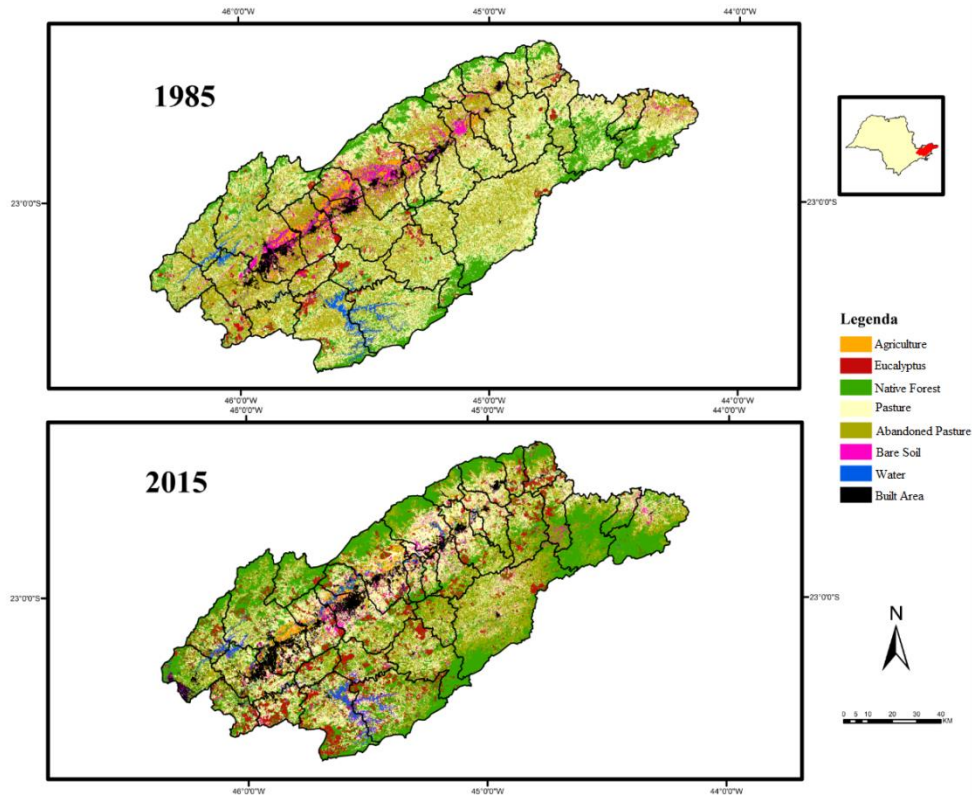 46°0'0"W 45°0'0"W 44°0'0"W
1985
23°0'0"S 23°0'0"S
46°0'0"W 45°0'0"W 44°0'0"W
46°0'0"W 45°0'0"W 44°0'0"W
2015
23°0'0"S 23°0'0"S
46°0'0"W 45°0'0"W 44°0'0"W
Legenda
Agriculture
Eucalyptus
Native Forest
Pasture
Abandoned Pasture
Bare Soil
Water
Built Area
N
0 5 10 20 30 40
KM